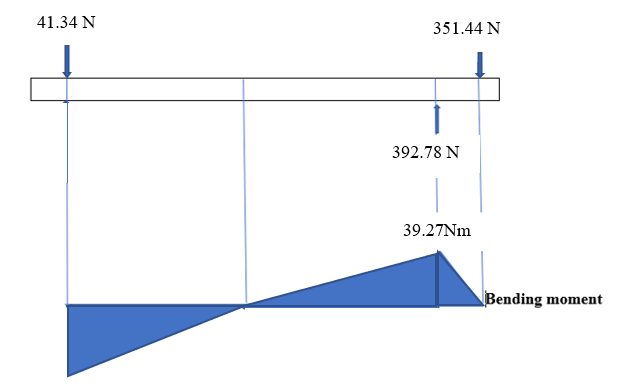 41.34 N
351.44 N
392.78 N
39.27Nm
Bending moment